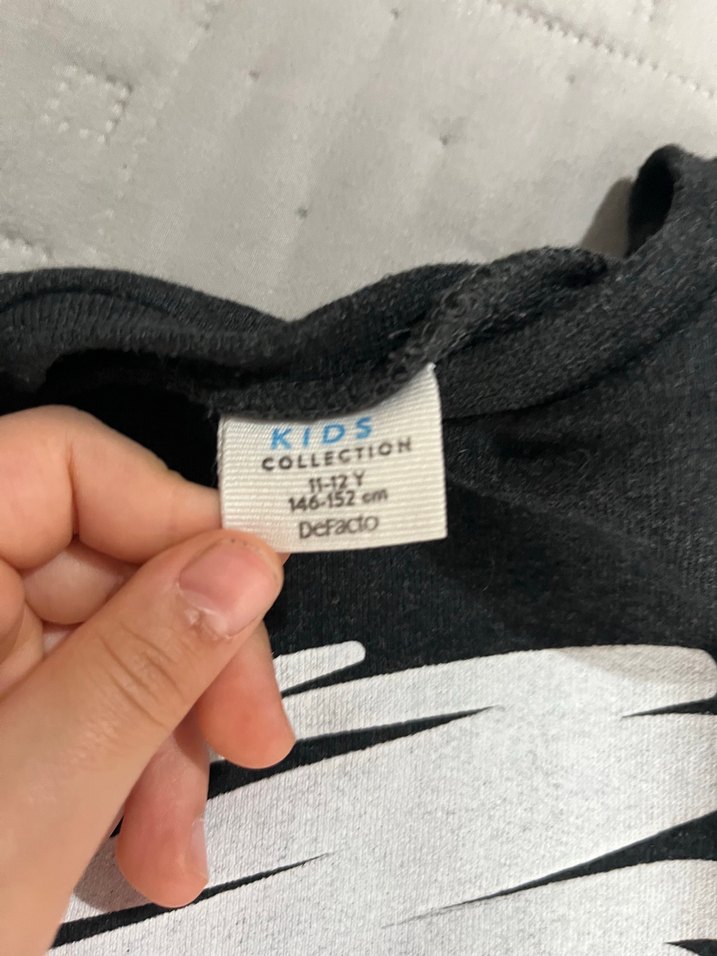 KIDS
COLLECTION
11-12 Y
146-152 cm
DeFacto